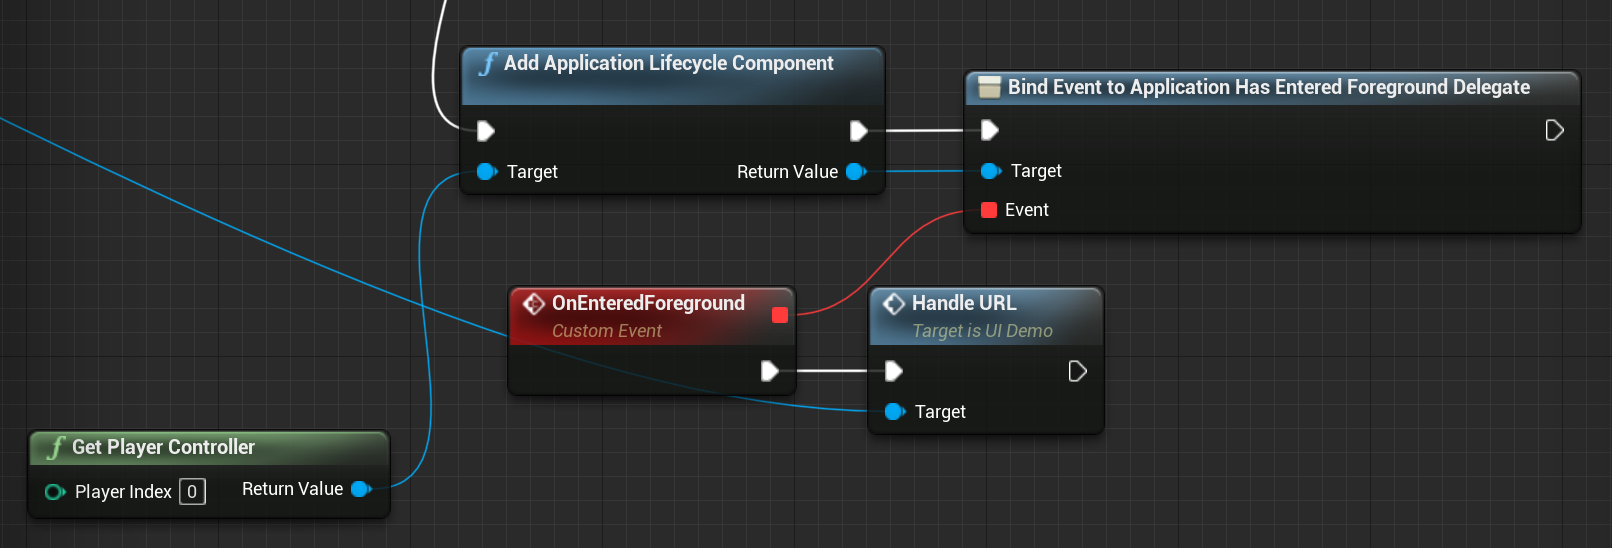 Add Application Lifecycle Component
Target
Return Value
Bind Event to Application Has Entered Foreground Delegate
Target
Event
OnEnteredForeground
Custom Event
Handle URL
Target is UI Demo
Target
Get Player Controller
Player Index 0
Return Value